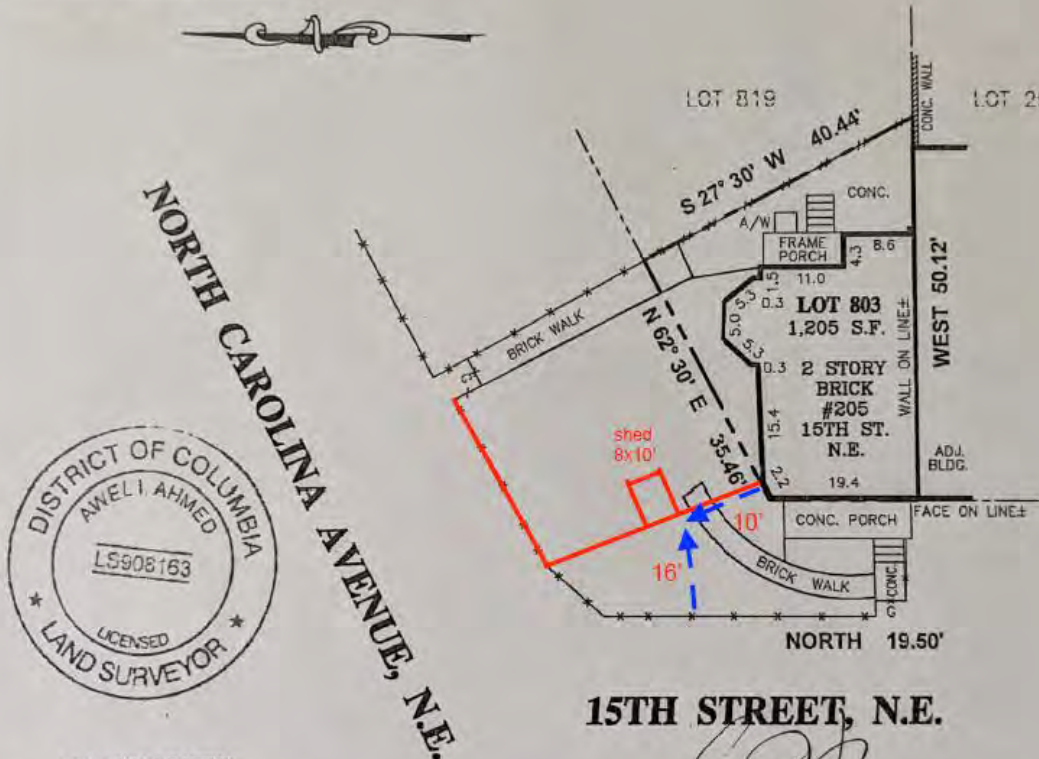 LOT 819
CONC. WALL
S 27° 30' W 40.44'
CONC.
A/W
FRAME
PORCH
4.3
8.6
1.5
11.0
5.3
0.3
LOT 803
1,205 S.F.
5.0
5.3
0.3
2 STORY
BRICK
#205
15TH ST.
N.E.
WALL ON LINE±
WEST 50.12'
BRICK WALK
N 62° 30' E 35.46'
15.4
2.2
19.4
ADJ.
BLDG.
FACE ON LINE±
CONC. PORCH
shed
8x10'
10'
16'
BRICK WALK
CONC.
NORTH 19.50'
NORTH CAROLINA AVENUE, N.E.
15TH STREET, N.E.
DISTRICT OF COLUMBIA
AWEL I. AHMED
LS908163
LICENSED
LAND SURVEYOR